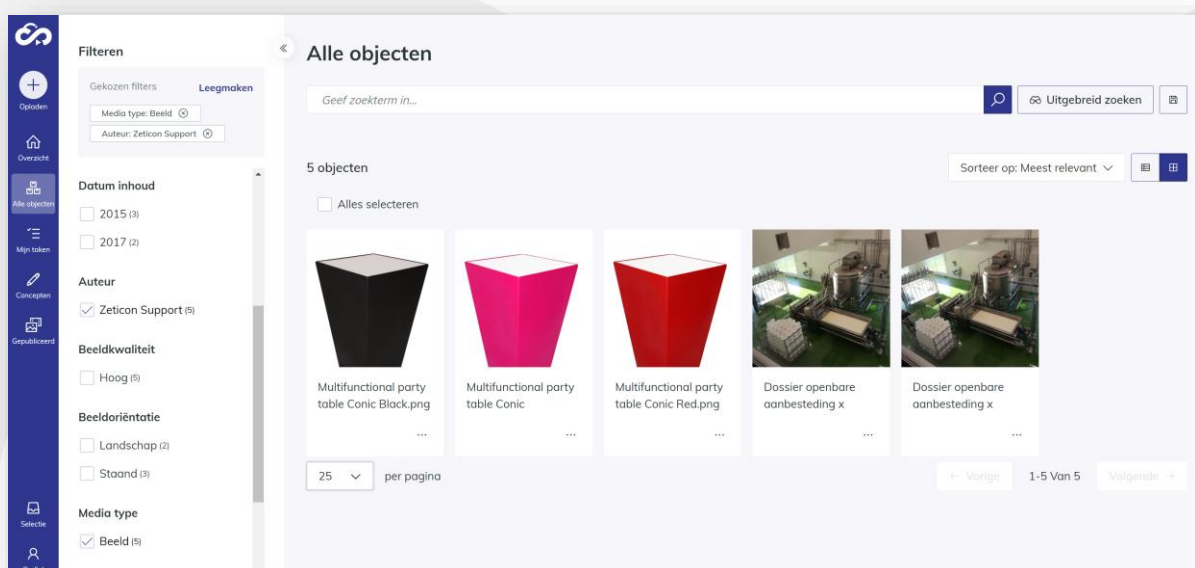 Opladen
Overzicht
Alle objecten
Mijn taken
Concepten
Gepubliceerd
Selectie
Filteren
Gekozen filters Leegmaken
Media type: Beeld
Auteur: Zeticon Support
Datum inhoud
2015 (3)
2017 (2)
Auteur
Zeticon Support (5)
Beeldkwaliteit
Hoog (5)
Beeldoriëntatie
Landschap (2)
Staand (3)
Media type
Beeld (5)
Alle objecten
Geef zoekterm in...
Uitgebreid zoeken
5 objecten
Sorteer op: Meest relevant
Alles selecteren
Multifunctional party
table Conic Black.png
...
Multifunctional party
table Conic
...
Multifunctional party
table Conic Red.png
...
Dossier openbare
aanbesteding x
...
Dossier openbare
aanbesteding x
...
25 per pagina
← Vorige 1-5 Van 5 Volgende →